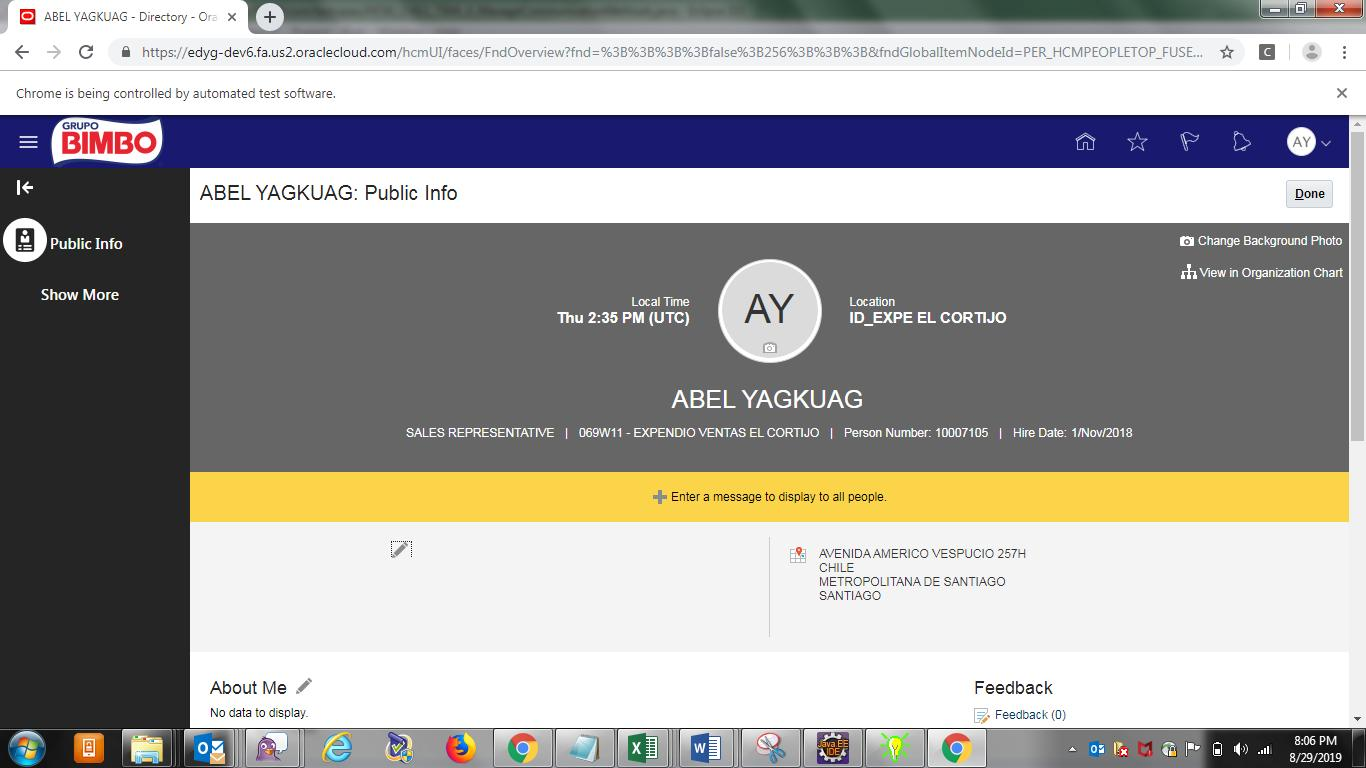 ABEL YAGKUAG - Directory - Ora
https://edyg-dev6.fa.us2.oraclecloud.com/hcmUI/faces/FndOverview?fnd=%3B%3B%3B%3Bfalse%3B256%3B%3B%3B&fndGlobalItemNodeId=PER_HCMPEOPLETOP_FUSE...
C
Chrome is being controlled by automated test software.
GRUPO
BIMBO
AY
ABEL YAGKUAG: Public Info
Done
Public Info
Show More
Change Background Photo
View in Organization Chart
Local Time
Thu 2:35 PM (UTC)
AY
Location
ID_EXPE EL CORTIJO
ABEL YAGKUAG
SALES REPRESENTATIVE | 069W11 - EXPENDIO VENTAS EL CORTIJO | Person Number: 10007105 | Hire Date: 1/Nov/2018
Enter a message to display to all people.
AVENIDA AMERICO VESPUCIO 257H
CHILE
METROPOLITANA DE SANTIAGO
SANTIAGO
About Me
No data to display.
Feedback
Feedback (0)
Java EE
IDE
8:06 PM
8/29/2019